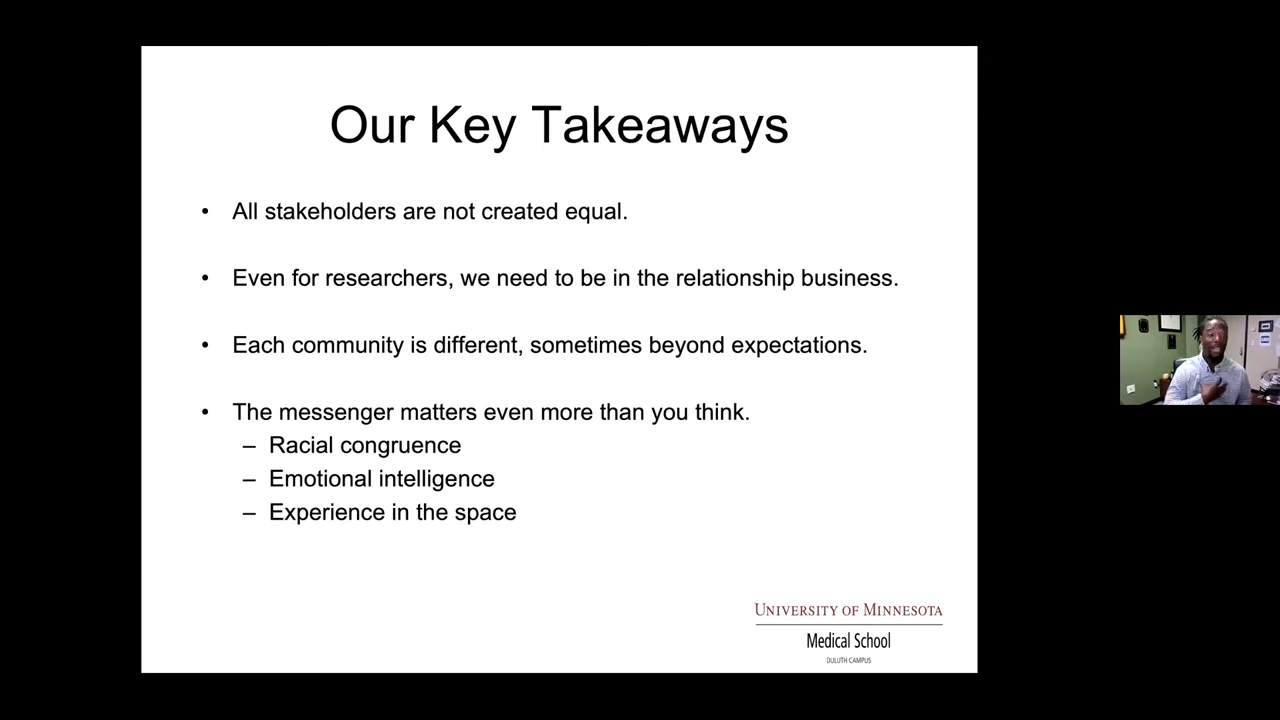 Our Key Takeaways
• All stakeholders are not created equal.
• Even for researchers, we need to be in the relationship business.
• Each community is different, sometimes beyond expectations.
• The messenger matters even more than you think.
– Racial congruence
– Emotional intelligence
– Experience in the space
UNIVERSITY OF MINNESOTA
Medical School
DULUTH CAMPUS